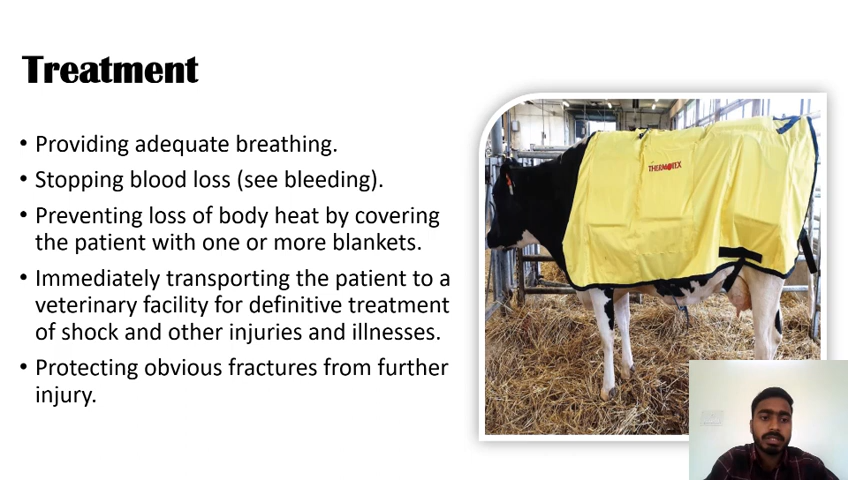 Treatment
• Providing adequate breathing.
• Stopping blood loss (see bleeding).
• Preventing loss of body heat by covering
the patient with one or more blankets.
• Immediately transporting the patient to a
veterinary facility for definitive treatment
of shock and other injuries and illnesses.
• Protecting obvious fractures from further
injury.
THERMOTEX